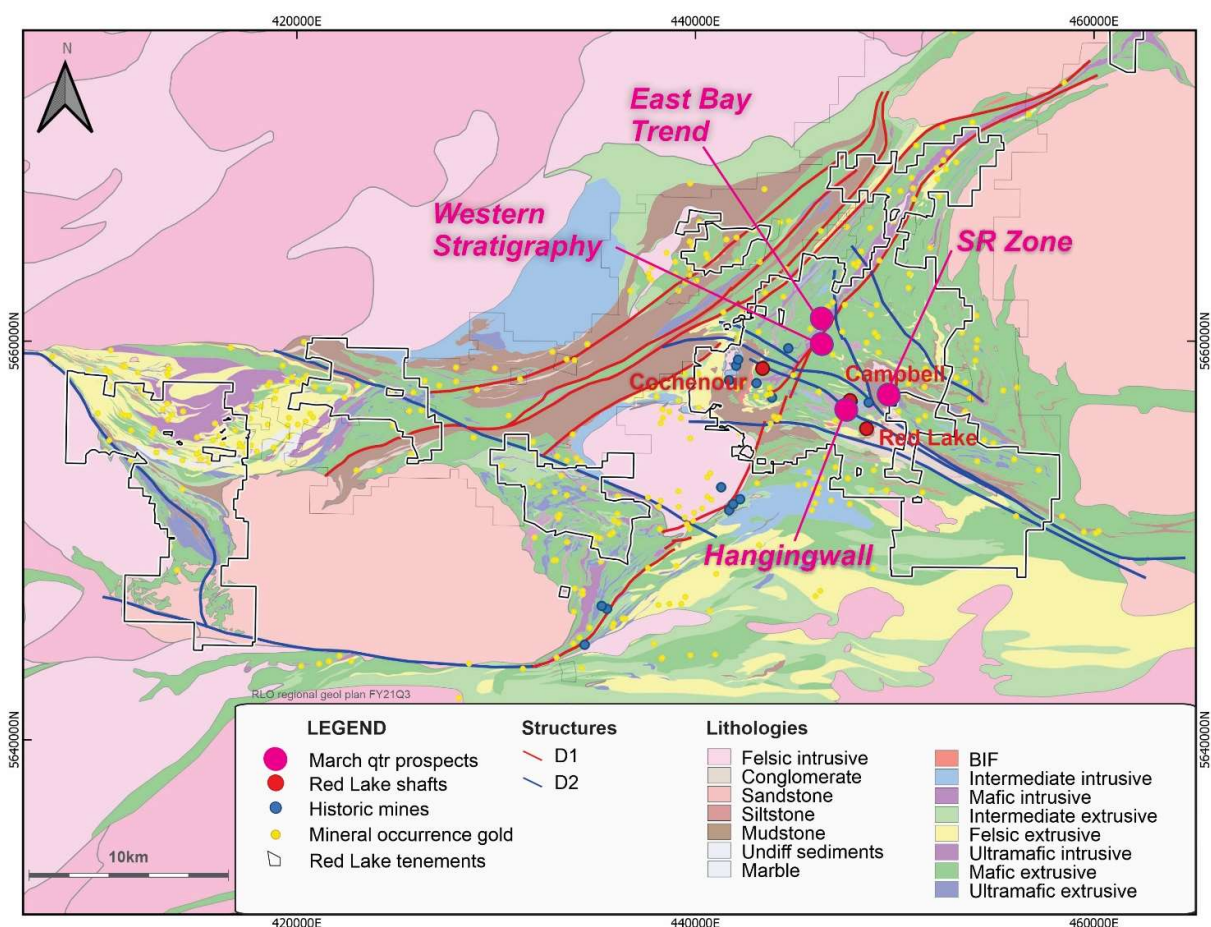 420000E
440000E
460000E
N
East Bay
Trend
Western
Stratigraphy
SR Zone
5660000N
5660000N
Cochenour
Campbell
Red Lake
Hangingwall
RLO regional geol plan FY21Q3
5640000N
5640000N
LEGEND
March qtr prospects
Red Lake shafts
Historic mines
Mineral occurrence gold
Red Lake tenements
Structures
D1
D2
Lithologies
Felsic intrusive
Conglomerate
Sandstone
Siltstone
Mudstone
Undiff sediments
Marble
BIF
Intermediate intrusive
Mafic intrusive
Intermediate extrusive
Felsic extrusive
Ultramafic intrusive
Mafic extrusive
Ultramafic extrusive
10km
420000E
440000E
460000E